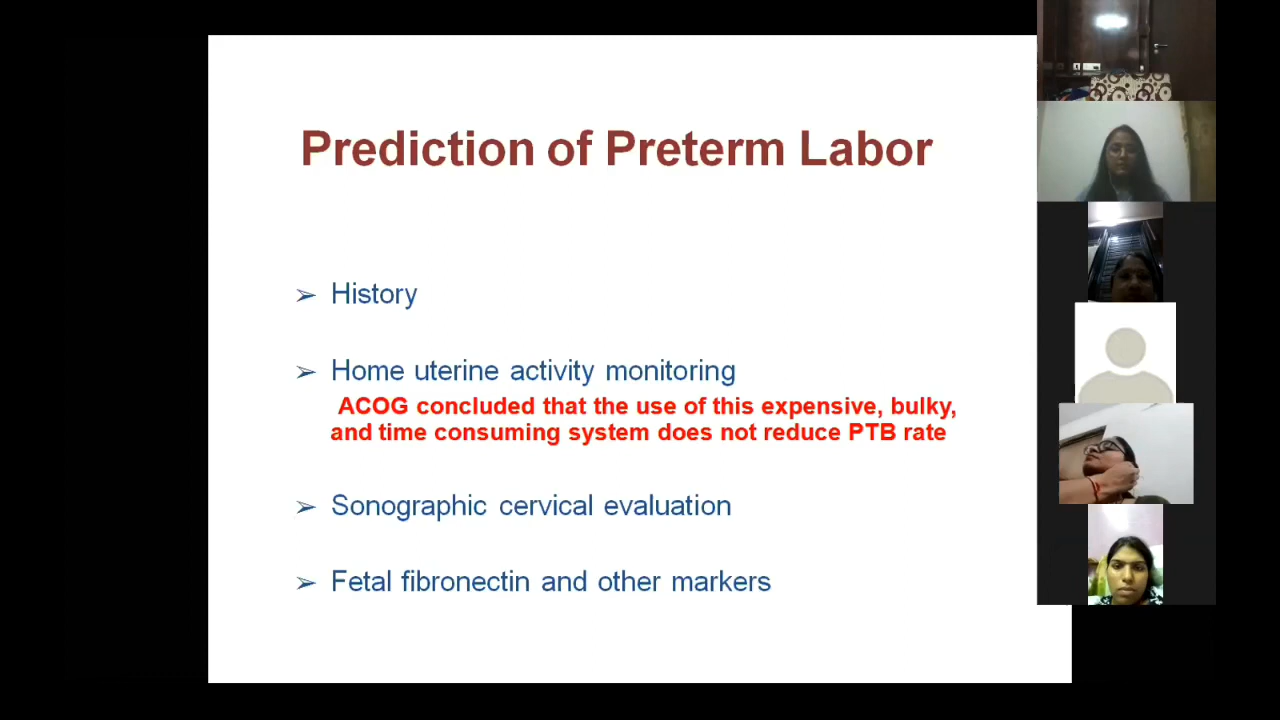 Prediction of Preterm Labor
➢ History
➢ Home uterine activity monitoring
ACOG concluded that the use of this expensive, bulky,
and time consuming system does not reduce PTB rate
➢ Sonographic cervical evaluation
➢ Fetal fibronectin and other markers